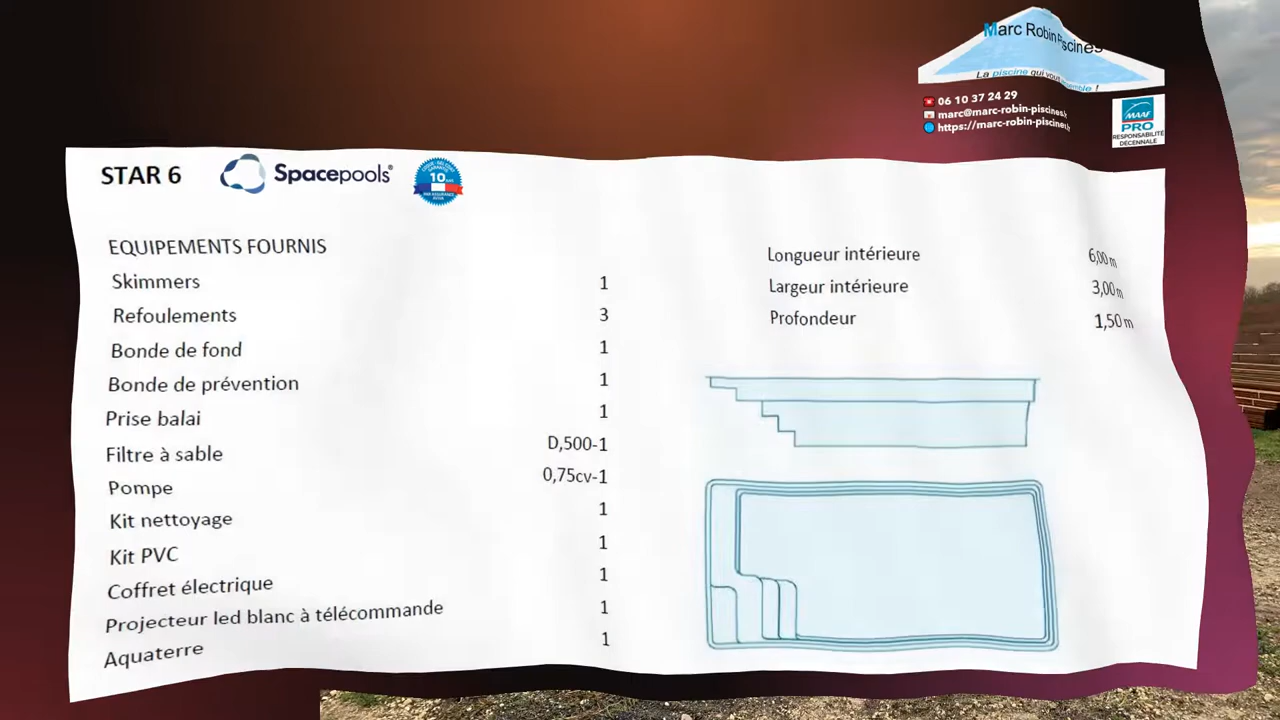 Marc Robin Piscines
La piscine qui vous
06 10 37 24 29
marc@marc-robin-piscines.
https://marc-robin-piscines.
MAAF
PRO
RESPONSABILITÉ
DÉCENNALE
STAR 6
Spacepools®
10
EQUIPEMENTS FOURNIS
Skimmers 1
Refoulements 3
Bonde de fond 1
Bonde de prévention 1
Prise balai 1
Filtre à sable D,500-1
Pompe 0,75cv-1
Kit nettoyage 1
Kit PVC 1
Coffret électrique 1
Projecteur led blanc à télécommande 1
Aquaterre 1
Longueur intérieure 6,00 m
Largeur intérieure 3,00 m
Profondeur 1,50 m